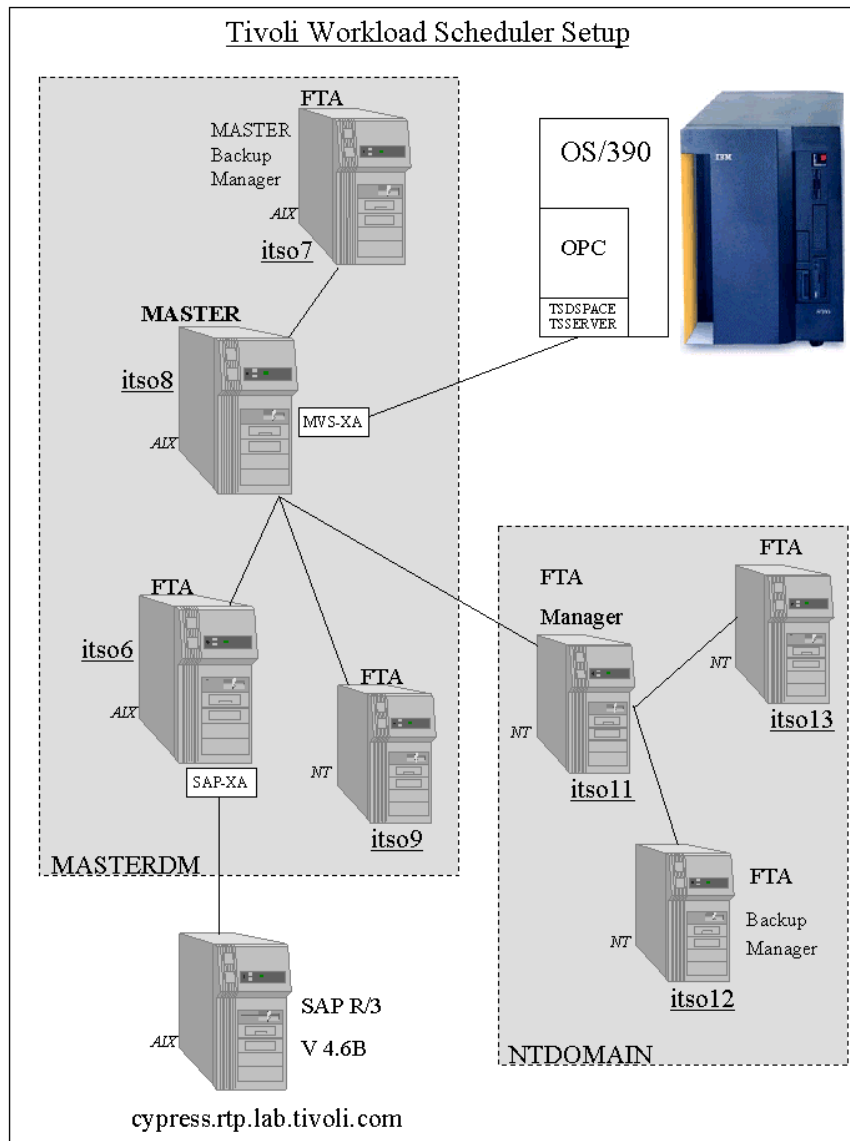 Tivoli Workload Scheduler Setup
FTA
MASTER
Backup
Manager
AIX
itso7
OS/390
OPC
TSDSPACE
TSSERVER
IBM
MASTER
itso8
AIX
MVS-XA
FTA
itso6
AIX
SAP-XA
FTA
NT
itso9
MASTERDM
FTA
Manager
NT
itso11
FTA
NT
itso13
FTA
Backup
Manager
NT
itso12
NTDOMAIN
AIX
SAP R/3
V 4.6B
cypress.rtp.lab.tivoli.com